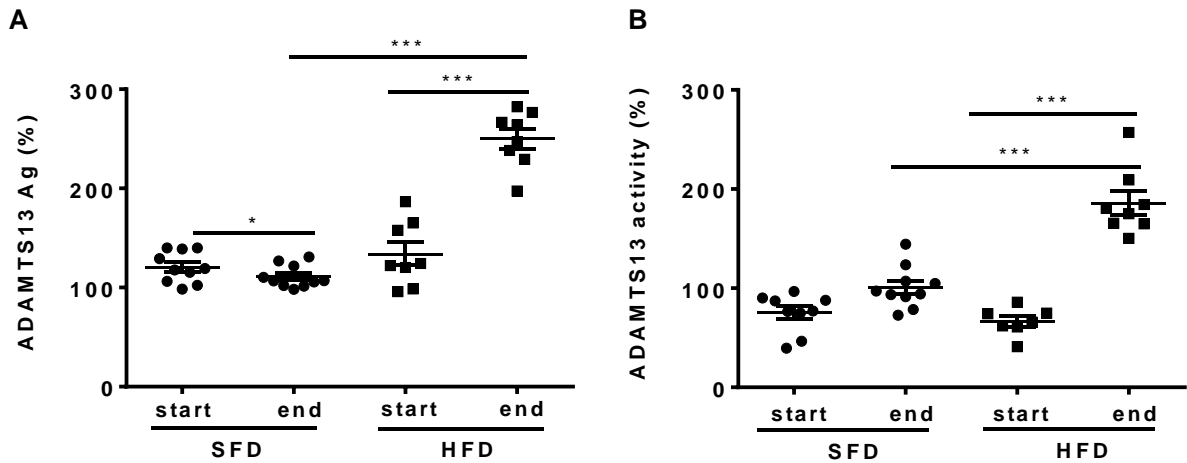 A
ADAMTS13 Ag (%)
300
200
100
0
***
***
*
start
end
start
end
SFD
HFD
B
ADAMTS13 activity (%)
300
200
100
0
***
***
start
end
start
end
SFD
HFD